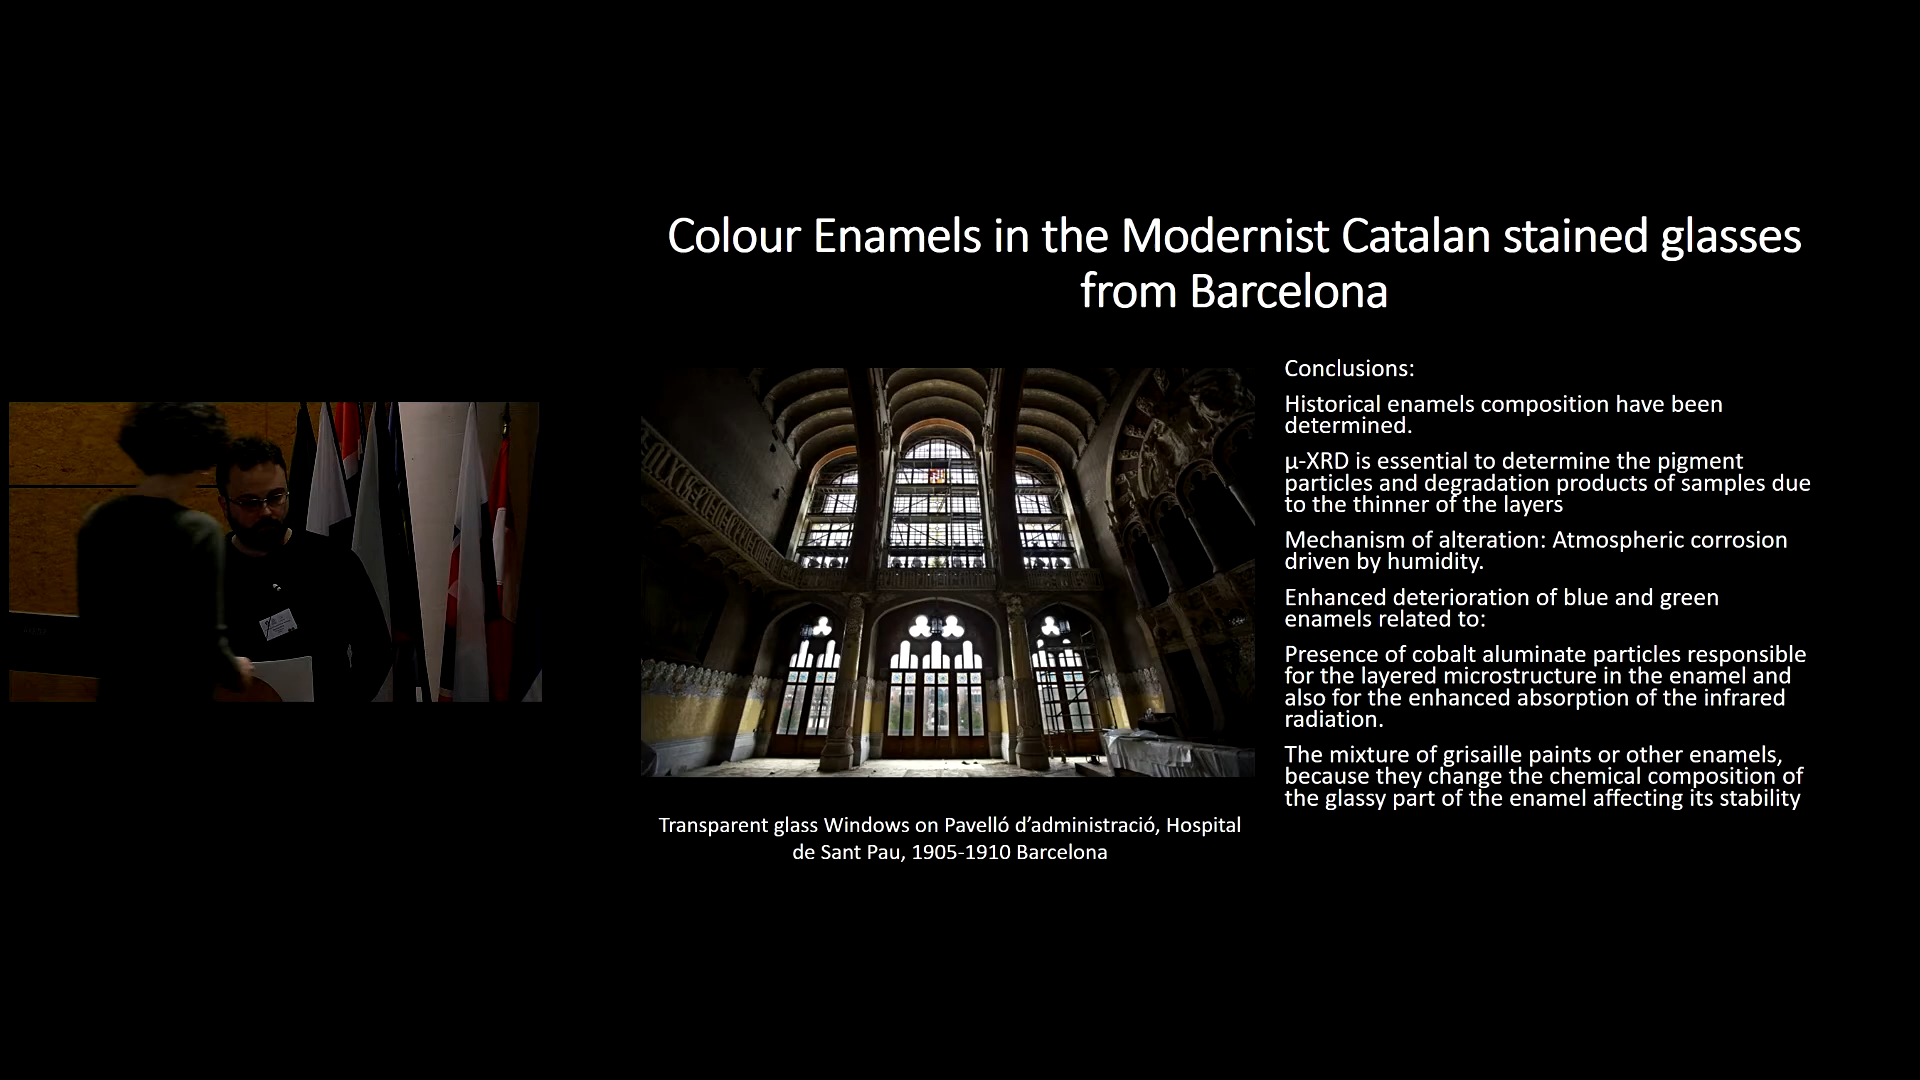 Colour Enamels in the Modernist Catalan stained glasses
from Barcelona
Conclusions:
Historical enamels composition have been
determined.
µ-XRD is essential to determine the pigment
particles and degradation products of samples due
to the thinner of the layers
Mechanism of alteration: Atmospheric corrosion
driven by humidity.
Enhanced deterioration of blue and green
enamels related to:
Presence of cobalt aluminate particles responsible
for the layered microstructure in the enamel and
also for the enhanced absorption of the infrared
radiation.
The mixture of grisaille paints or other enamels,
because they change the chemical composition of
the glassy part of the enamel affecting its stability
Transparent glass Windows on Pavelló d’administració, Hospital
de Sant Pau, 1905-1910 Barcelona